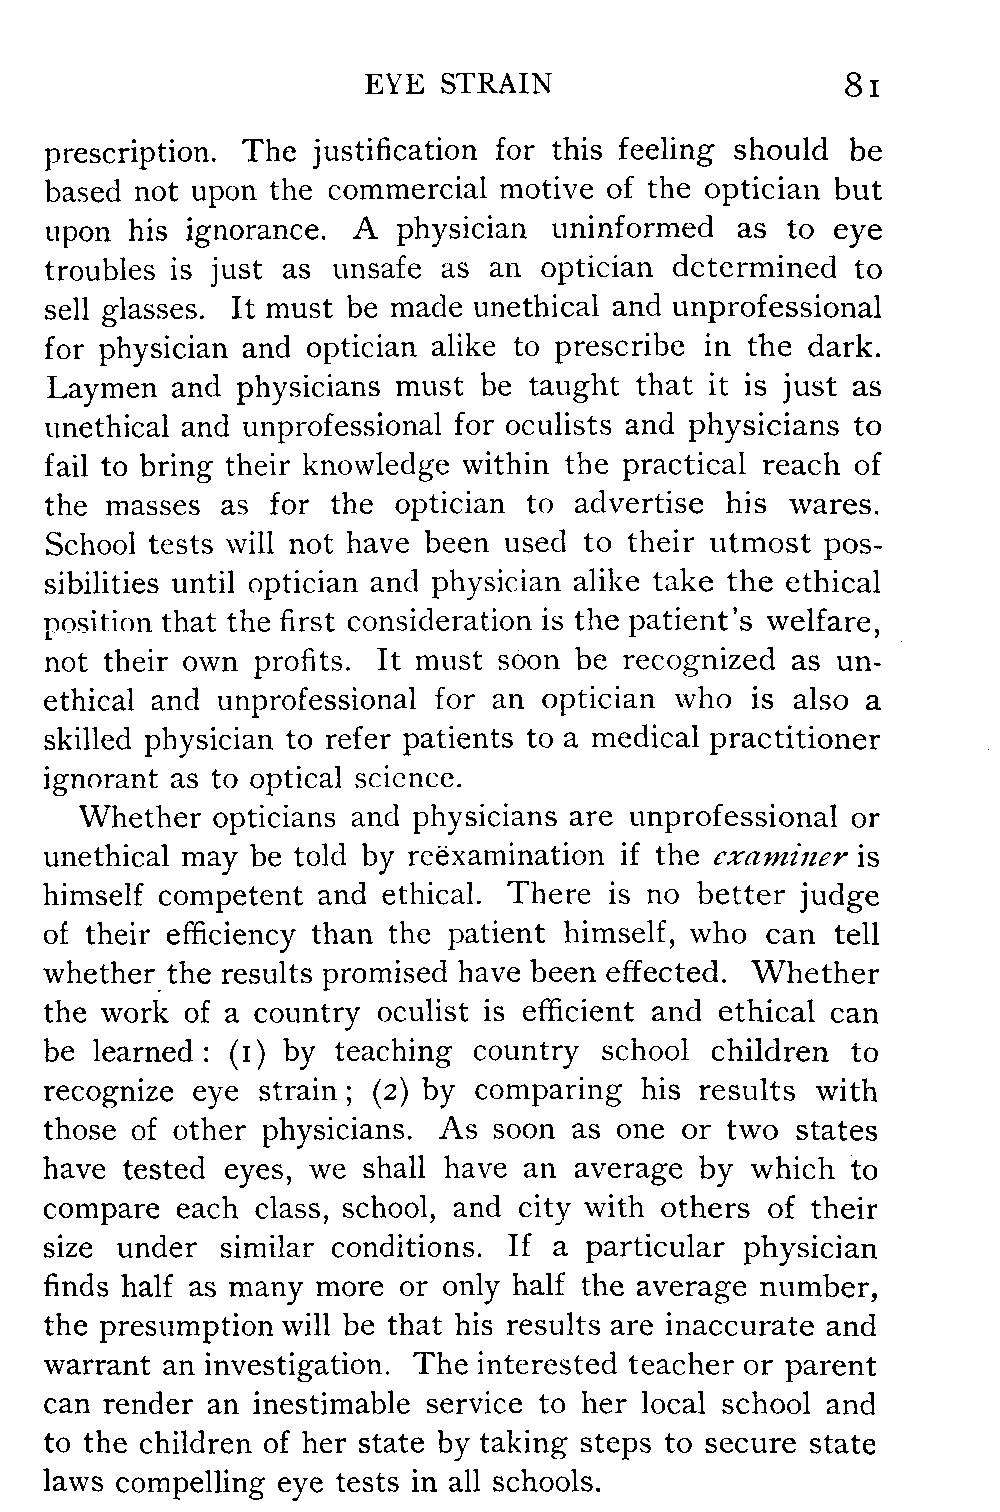 EYE STRAIN 81
prescription. The justification for this feeling should be
based not upon the commercial motive of the optician but
upon his ignorance. A physician uninformed as to eye
troubles is just as unsafe as an optician determined to
sell glasses. It must be made unethical and unprofessional
for physician and optician alike to prescribe in the dark.
Laymen and physicians must be taught that it is just as
unethical and unprofessional for oculists and physicians to
fail to bring their knowledge within the practical reach of
the masses as for the optician to advertise his wares.
School tests will not have been used to their utmost pos-
sibilities until optician and physician alike take the ethical
position that the first consideration is the patient's welfare,
not their own profits. It must soon be recognized as un-
ethical and unprofessional for an optician who is also a
skilled physician to refer patients to a medical practitioner
ignorant as to optical science.
Whether opticians and physicians are unprofessional or
unethical may be told by reëxamination if the examiner is
himself competent and ethical. There is no better judge
of their efficiency than the patient himself, who can tell
whether the results promised have been effected. Whether
the work of a country oculist is efficient and ethical can
be learned: (1) by teaching country school children to
recognize eye strain; (2) by comparing his results with
those of other physicians. As soon as one or two states
have tested eyes, we shall have an average by which to
compare each class, school, and city with others of their
size under similar conditions. If a particular physician
finds half as many more or only half the average number,
the presumption will be that his results are inaccurate and
warrant an investigation. The interested teacher or parent
can render an inestimable service to her local school and
to the children of her state by taking steps to secure state
laws compelling eye tests in all schools.